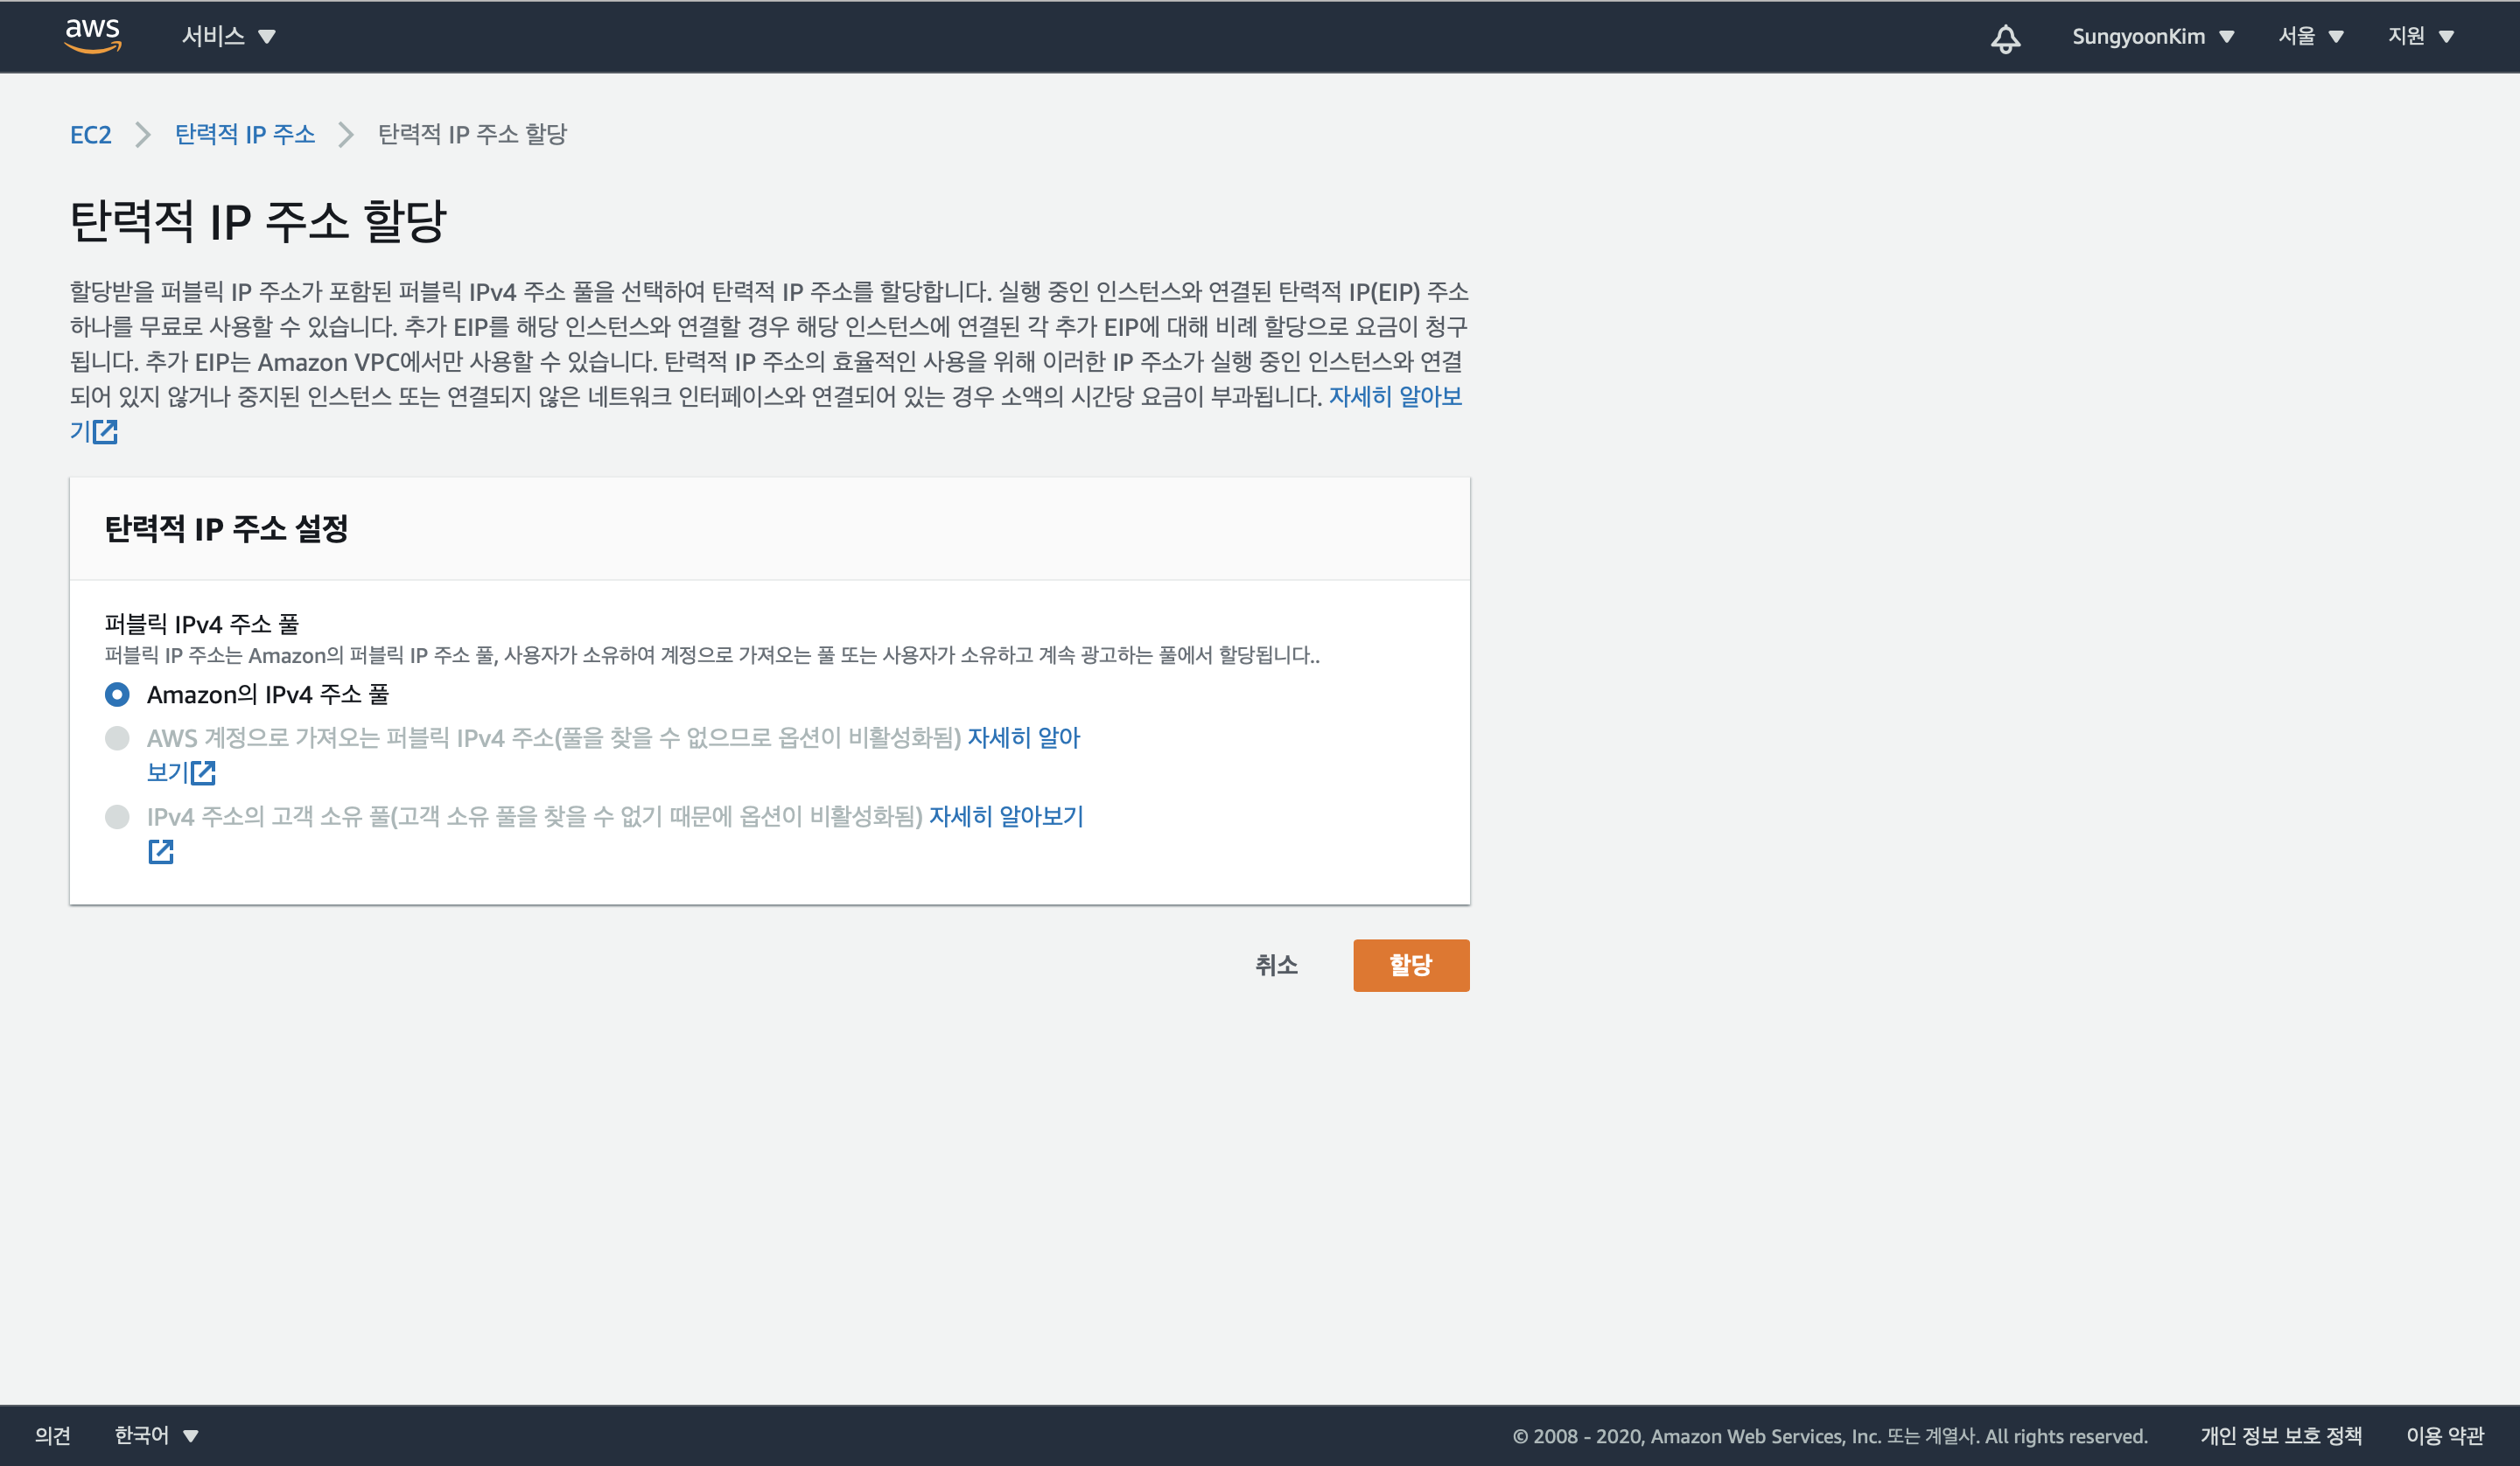 aws 서비스 SungyoonKim 서울 지원
EC2 탄력적 IP 주소 탄력적 IP 주소 할당
탄력적 IP 주소 할당
할당받을 퍼블릭 IP 주소가 포함된 퍼블릭 IPv4 주소 풀을 선택하여 탄력적 IP 주소를 할당합니다. 실행 중인 인스턴스와 연결된 탄력적 IP(EIP) 주소
하나를 무료로 사용할 수 있습니다. 추가 EIP를 해당 인스턴스와 연결할 경우 해당 인스턴스에 연결된 각 추가 EIP에 대해 비례 할당으로 요금이 청구
됩니다. 추가 EIP는 Amazon VPC에서만 사용할 수 있습니다. 탄력적 IP 주소의 효율적인 사용을 위해 이러한 IP 주소가 실행 중인 인스턴스와 연결
되어 있지 않거나 중지된 인스턴스 또는 연결되지 않은 네트워크 인터페이스와 연결되어 있는 경우 소액의 시간당 요금이 부과됩니다. 자세히 알아보
기
탄력적 IP 주소 설정
퍼블릭 IPv4 주소 풀
퍼블릭 IP 주소는 Amazon의 퍼블릭 IP 주소 풀, 사용자가 소유하여 계정으로 가져오는 풀 또는 사용자가 소유하고 계속 광고하는 풀에서 할당됩니다..
Amazon의 IPv4 주소 풀
AWS 계정으로 가져오는 퍼블릭 IPv4 주소(풀을 찾을 수 없으므로 옵션이 비활성화됨) 자세히 알아
보기
IPv4 주소의 고객 소유 풀(고객 소유 풀을 찾을 수 없기 때문에 옵션이 비활성화됨) 자세히 알아보기
취소 할당
의견 한국어 © 2008 - 2020, Amazon Web Services, Inc. 또는 계열사. All rights reserved. 개인 정보 보호 정책 이용 약관